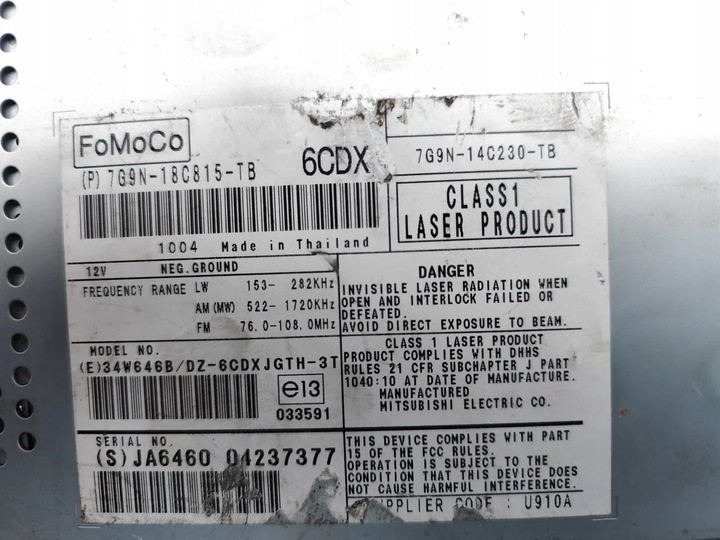 FoMoCo
6CDX
7G9N-14C230-TB
(P) 7G9N-18C815-TB
CLASS1
LASER PRODUCT
1004 Made in Thailand
12V NEG.GROUND
FREQUENCY RANGE LW 153- 282KHz
AM(MW) 522-1720KHz
FM 76.0-108.0MHz
DANGER
INVISIBLE LASER RADIATION WHEN
OPEN AND INTERLOCK FAILED OR
DEFEATED.
AVOID DIRECT EXPOSURE TO BEAM.
MODEL NO.
(E)34W646B/DZ-6CDXJGTH-3T
e13
033591
CLASS 1 LASER PRODUCT
PRODUCT COMPLIES WITH DHHS
RULES 21 CFR SUBCHAPTER J PART
1040:10 AT DATE OF MANUFACTURE.
MANUFACTURED
MITSUBISHI ELECTRIC CO.
SERIAL NO.
(S)JA6460 04237377
THIS DEVICE COMPLIES WITH PART
15 OF THE FCC RULES.
OPERATION IS SUBJECT TO THE
CONDITION THAT THIS DEVICE DOES
NOT CAUSE HARMFUL INTERFERENCE.
SUPPLIER CODE : U910A